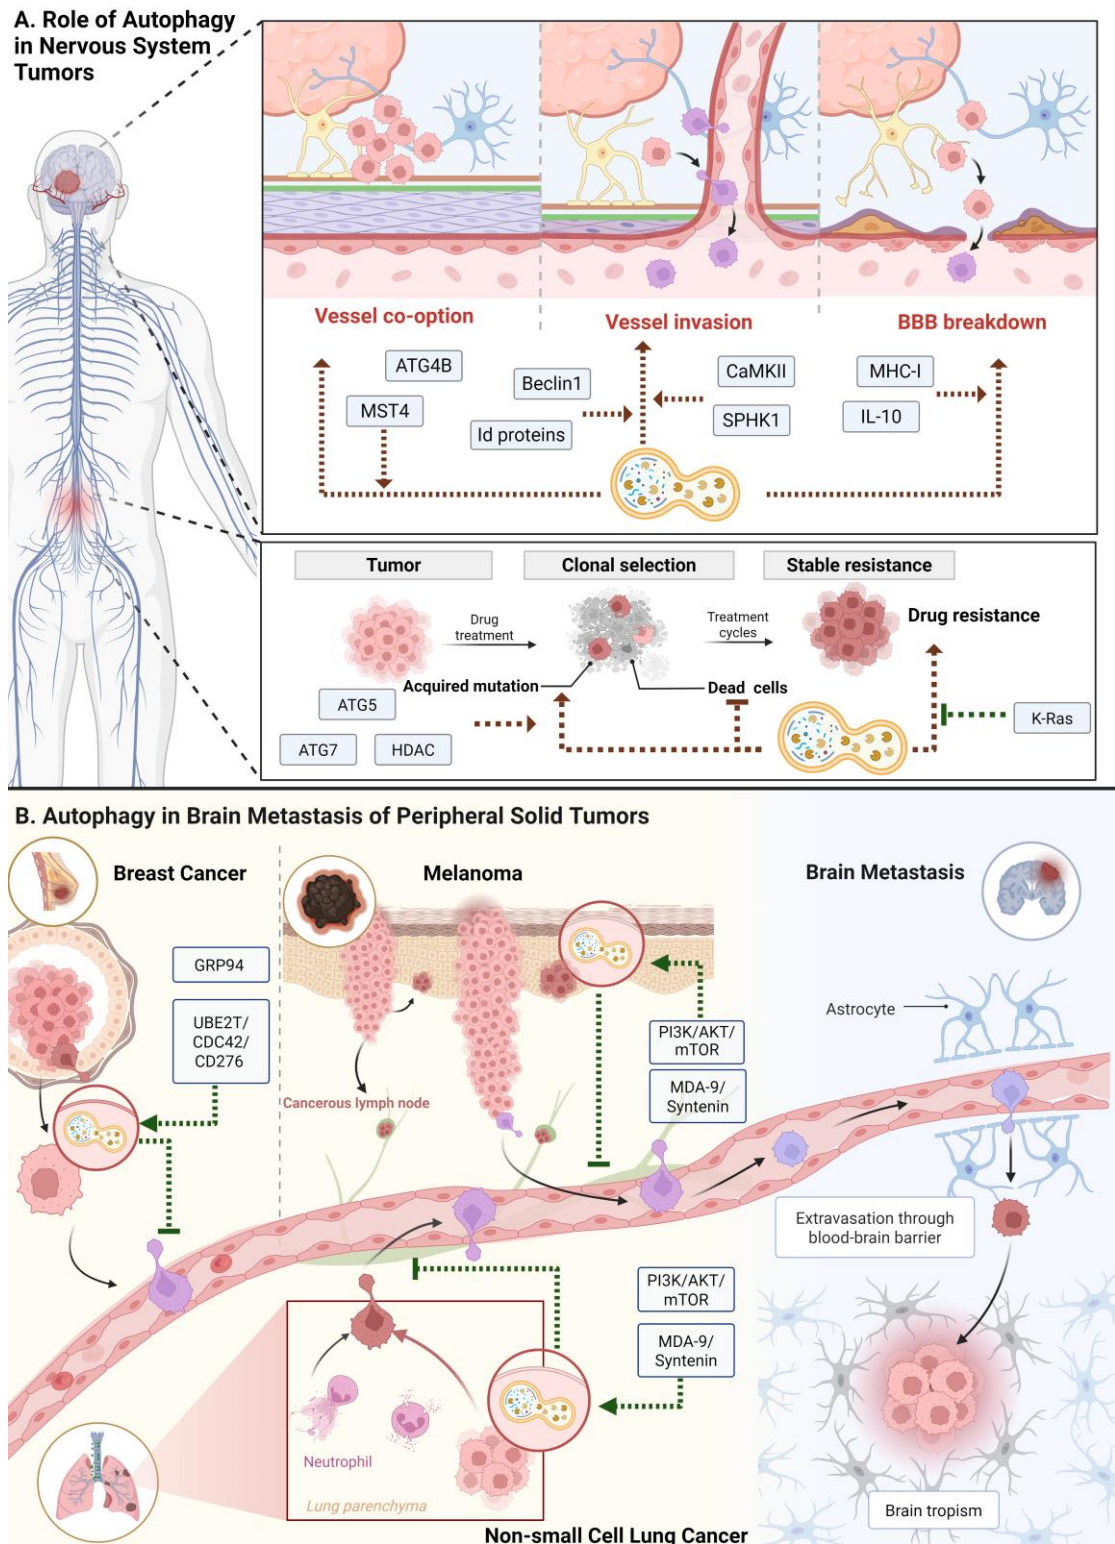 A. Role of Autophagy
in Nervous System
Tumors
Vessel co-option
Vessel invasion
BBB breakdown
ATG4B
MST4
Beclin1
Id proteins
CaMKII
SPHK1
MHC-I
IL-10
Tumor
Clonal selection
Stable resistance
Drug
treatment
Treatment
cycles
Drug resistance
Acquired mutation
Dead cells
ATG5
ATG7
HDAC
K-Ras
B. Autophagy in Brain Metastasis of Peripheral Solid Tumors
Breast Cancer
Melanoma
Brain Metastasis
GRP94
UBE2T/
CDC42/
CD276
Cancerous lymph node
PI3K/AKT/
mTOR
MDA-9/
Syntenin
Astrocyte
Extravasation through
blood-brain barrier
PI3K/AKT/
mTOR
MDA-9/
Syntenin
Neutrophil
Lung parenchyma
Brain tropism
Non-small Cell Lung Cancer